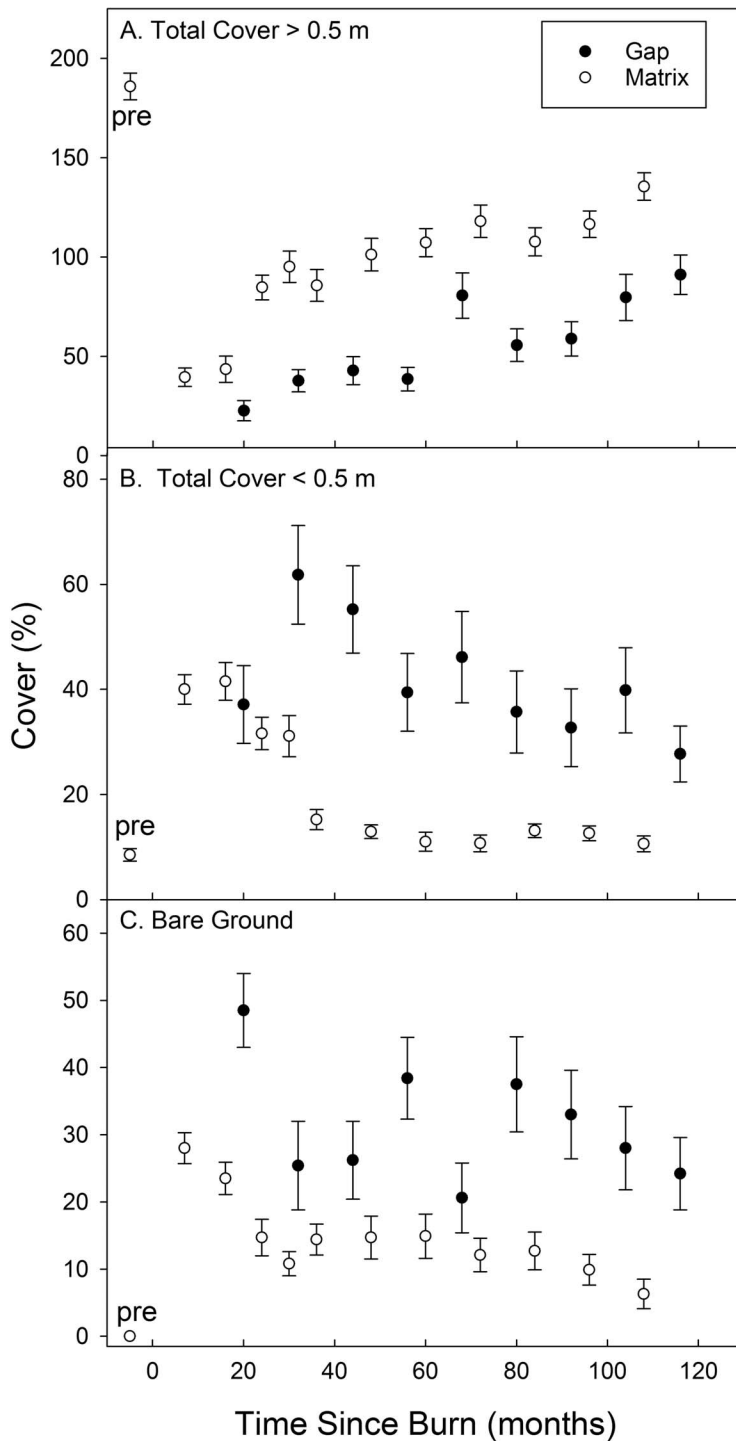 A. Total Cover > 0.5 m
Gap
Matrix
pre
200
150
100
50
0
B. Total Cover < 0.5 m
pre
80
60
40
20
0
Cover (%)
C. Bare Ground
pre
60
50
40
30
20
10
0
0 20 40 60 80 100 120
Time Since Burn (months)